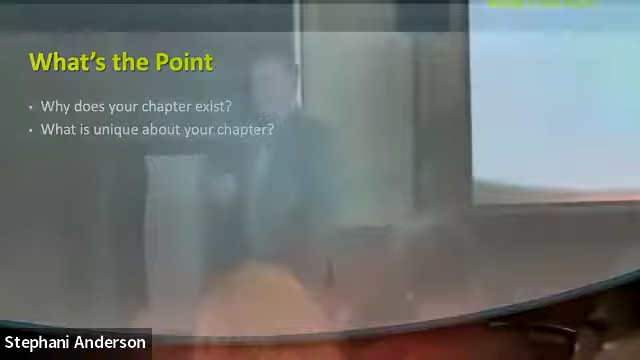 What's the Point
• Why does your chapter exist?
• What is unique about your chapter?
Stephani Anderson